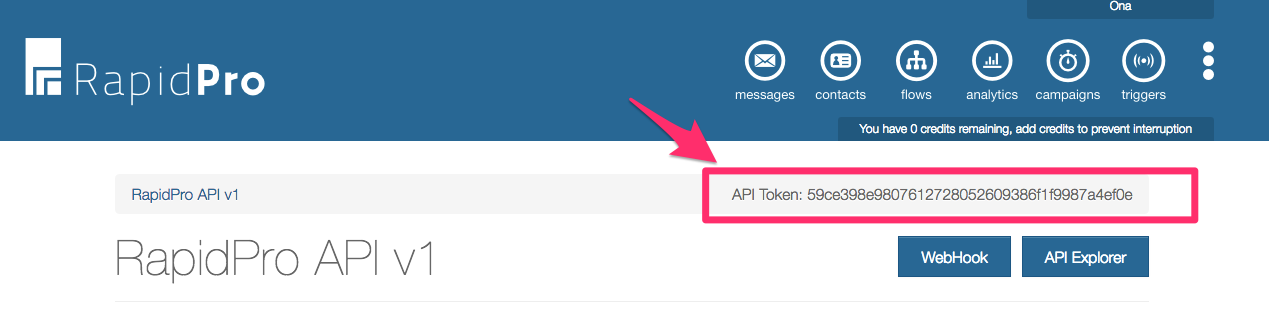 Ona
RapidPro
messages contacts flows analytics campaigns triggers
You have 0 credits remaining, add credits to prevent interruption
RapidPro API v1
API Token: 59ce398e9807612728052609386f1f9987a4ef0e
RapidPro API v1
WebHook
API Explorer